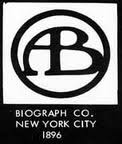 AB
BIOGRAPH CO.
NEW YORK CITY
1896